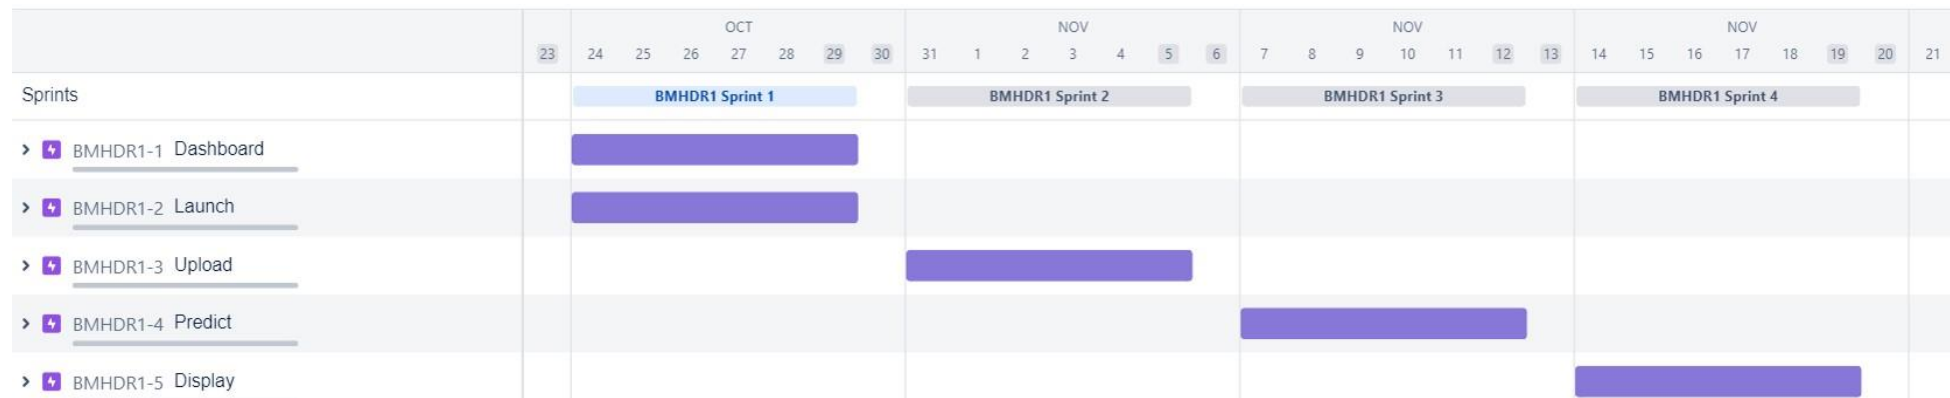 OCT NOV NOV NOV
23 24 25 26 27 28 29 30 31 1 2 3 4 5 6 7 8 9 10 11 12 13 14 15 16 17 18 19 20 21
Sprints BMHDR1 Sprint 1 BMHDR1 Sprint 2 BMHDR1 Sprint 3 BMHDR1 Sprint 4
BMHDR1-1 Dashboard
BMHDR1-2 Launch
BMHDR1-3 Upload
BMHDR1-4 Predict
BMHDR1-5 Display